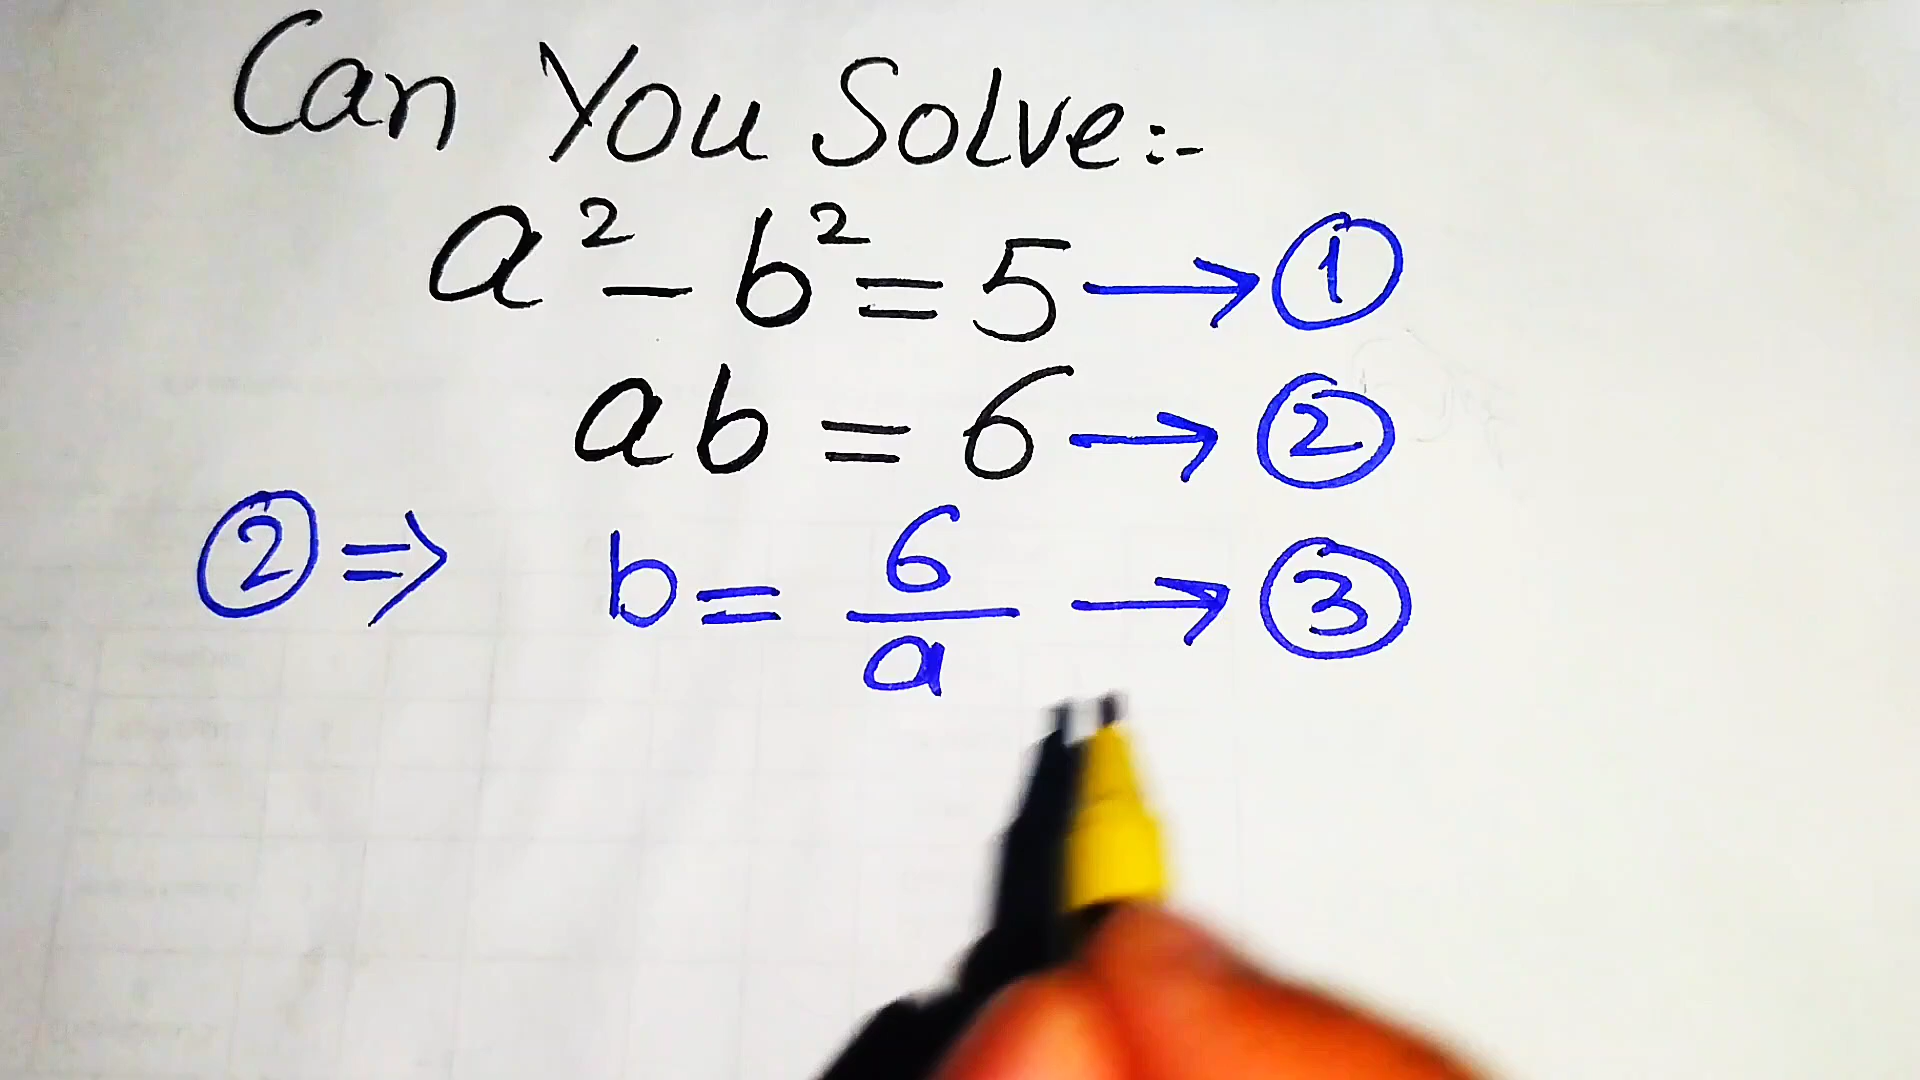 Can You Solve:-
a² - b² = 5 → ①
ab = 6 → ②
② ⇒ b = 6/a → ③